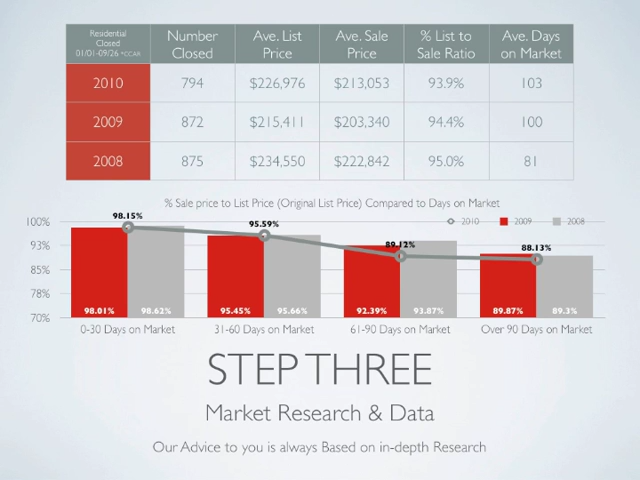 Residential
Closed
01/01-09/26 *CCAR
Number
Closed
Ave. List
Price
Ave. Sale
Price
% List to
Sale Ratio
Ave. Days
on Market
2010 794 $226,976 $213,053 93.9% 103
2009 872 $215,411 $203,340 94.4% 100
2008 875 $234,550 $222,842 95.0% 81
% Sale price to List Price (Original List Price) Compared to Days on Market
2010 2009 2008
100%
93%
85%
78%
70%
98.15%
95.59%
89.12%
88.13%
98.01% 98.62% 95.45% 95.66% 92.39% 93.87% 89.87% 89.3%
0-30 Days on Market 31-60 Days on Market 61-90 Days on Market Over 90 Days on Market
STEP THREE
Market Research & Data
Our Advice to you is always Based on in-depth Research